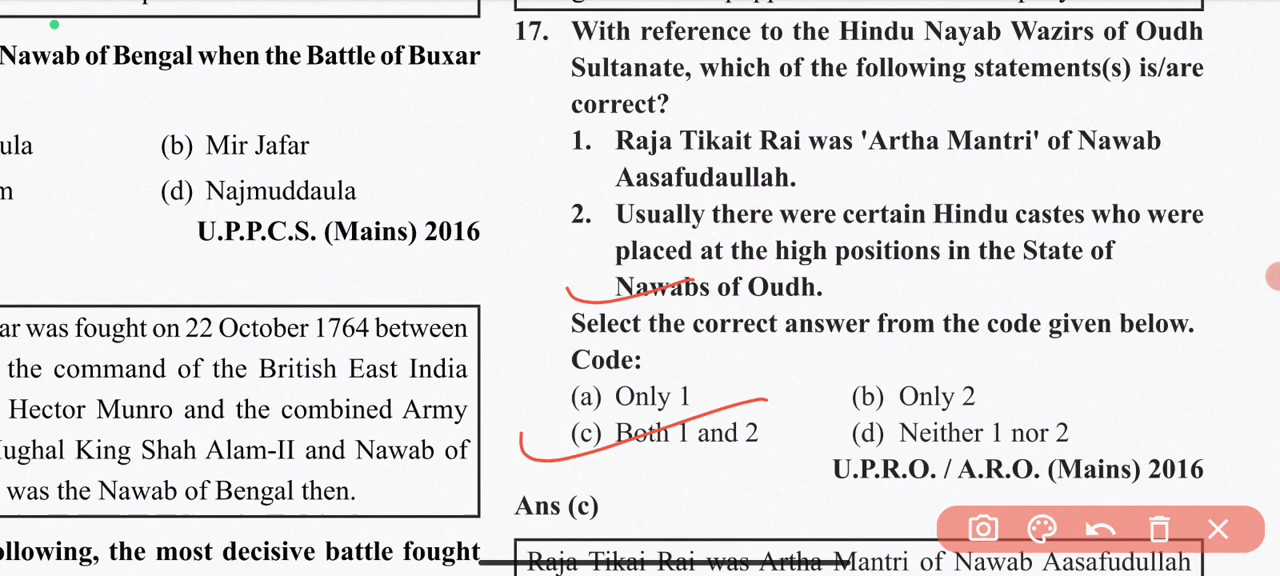 Nawab of Bengal when the Battle of Buxar
ula (b) Mir Jafar
(d) Najmuddaula
U.P.P.C.S. (Mains) 2016
ar was fought on 22 October 1764 between
the command of the British East India
Hector Munro and the combined Army
ughal King Shah Alam-II and Nawab of
was the Nawab of Bengal then.
ollowing, the most decisive battle fought
17. With reference to the Hindu Nayab Wazirs of Oudh
Sultanate, which of the following statements(s) is/are
correct?
1. Raja Tikait Rai was 'Artha Mantri' of Nawab
Aasafudaullah.
2. Usually there were certain Hindu castes who were
placed at the high positions in the State of
Nawabs of Oudh.
Select the correct answer from the code given below.
Code:
(a) Only 1 (b) Only 2
(c) Both 1 and 2 (d) Neither 1 nor 2
U.P.R.O. / A.R.O. (Mains) 2016
Ans (c)
Raja Tikai Rai was Artha Mantri of Nawab Aasafudullah